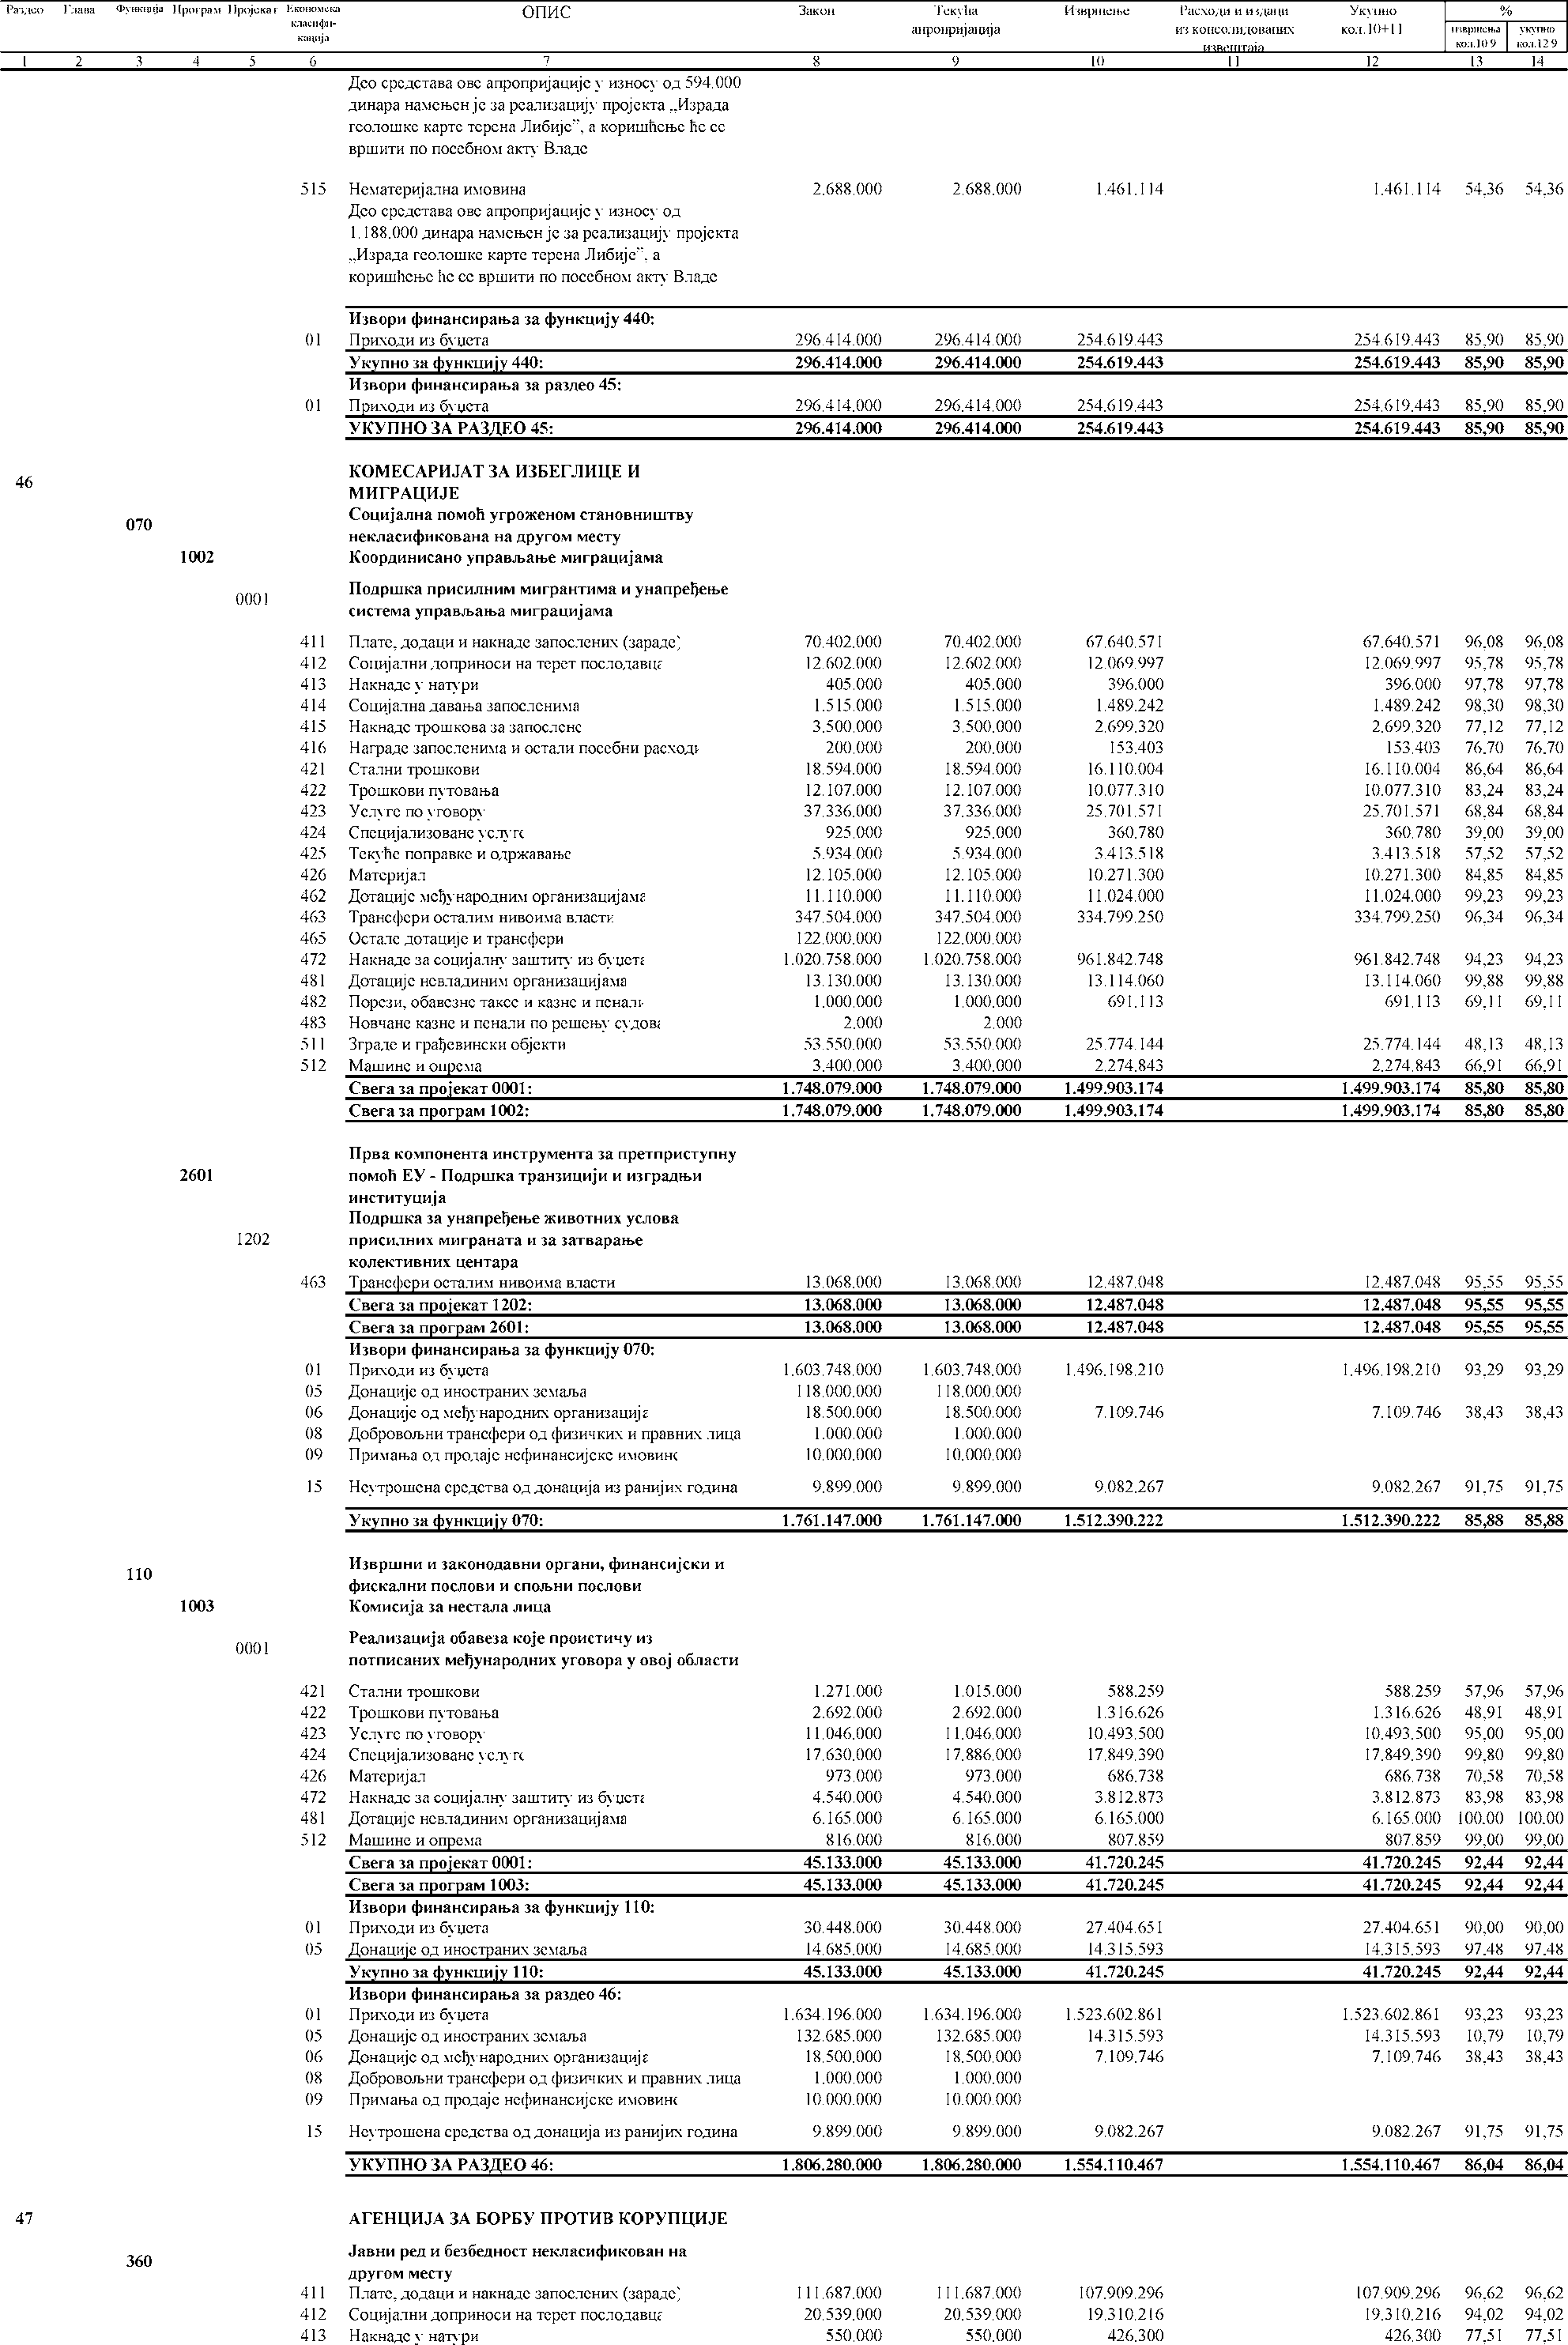 Раздео Глава Функција Програм Пројекат Економска класифи-кација ОПИС Закон Текућа апропријација Извршење Расходи и издаци из консолидованих извештаја Укупно кол.10+11 %
извршења кол.10 9 укупно кол.12 9
1 2 3 4 5 6 7 8 9 10 11 12 13 14
Део средстава ове апропријације у износу од 594.000
динара намењен је за реализацију пројекта „Израда
геолошке карте терена Либије”, а коришћење ће се
вршити по посебном акту Владе
515 Нематеријална имовина 2.688.000 2.688.000 1.461.114 1.461.114 54,36 54,36
Део средстава ове апропријације у износу од
1.188.000 динара намењен је за реализацију пројекта
„Израда геолошке карте терена Либије”, а
коришћење ће се вршити по посебном акту Владе
Извори финансирања за функцију 440:
01 Приходи из буџета 296.414.000 296.414.000 254.619.443 254.619.443 85,90 85,90
Укупно за функцију 440: 296.414.000 296.414.000 254.619.443 254.619.443 85,90 85,90
Извори финансирања за раздео 45:
01 Приходи из буџета 296.414.000 296.414.000 254.619.443 254.619.443 85,90 85,90
УКУПНО ЗА РАЗДЕО 45: 296.414.000 296.414.000 254.619.443 254.619.443 85,90 85,90
46 КОМЕСАРИЈАТ ЗА ИЗБЕГЛИЦЕ И
МИГРАЦИЈЕ
070 Социјална помоћ угроженом становништву
некласификована на другом месту
1002 Координисано управљање миграцијама
0001 Подршка присилним мигрантима и унапређење
система управљања миграцијама
411 Плате, додаци и накнаде запослених (зараде) 70.402.000 70.402.000 67.640.571 67.640.571 96,08 96,08
412 Социјални доприноси на терет послодавца 12.602.000 12.602.000 12.069.997 12.069.997 95,78 95,78
413 Накнаде у натури 405.000 405.000 396.000 396.000 97,78 97,78
414 Социјална давања запосленима 1.515.000 1.515.000 1.489.242 1.489.242 98,30 98,30
415 Накнаде трошкова за запослене 3.500.000 3.500.000 2.699.320 2.699.320 77,12 77,12
416 Награде запосленима и остали посебни расходи 200.000 200.000 153.403 153.403 76,70 76,70
421 Стални трошкови 18.594.000 18.594.000 16.110.004 16.110.004 86,64 86,64
422 Трошкови путовања 12.107.000 12.107.000 10.077.310 10.077.310 83,24 83,24
423 Услуге по уговору 37.336.000 37.336.000 25.701.571 25.701.571 68,84 68,84
424 Специјализоване услуге 925.000 925.000 360.780 360.780 39,00 39,00
425 Текуће поправке и одржавање 5.934.000 5.934.000 3.413.518 3.413.518 57,52 57,52
426 Материјал 12.105.000 12.105.000 10.271.300 10.271.300 84,85 84,85
462 Дотације међународним организацијама 11.110.000 11.110.000 11.024.000 11.024.000 99,23 99,23
463 Трансфери осталим нивоима власти 347.504.000 347.504.000 334.799.250 334.799.250 96,34 96,34
465 Остале дотације и трансфери 122.000.000 122.000.000
472 Накнаде за социјалну заштиту из буџета 1.020.758.000 1.020.758.000 961.842.748 961.842.748 94,23 94,23
481 Дотације невладиним организацијама 13.130.000 13.130.000 13.114.060 13.114.060 99,88 99,88
482 Порези, обавезне таксе и казне и пенали 1.000.000 1.000.000 691.113 691.113 69,11 69,11
483 Новчане казне и пенали по решењу судова 2.000 2.000
511 Зграде и грађевински објекти 53.550.000 53.550.000 25.774.144 25.774.144 48,13 48,13
512 Машине и опрема 3.400.000 3.400.000 2.274.843 2.274.843 66,91 66,91
Свега за пројекат 0001: 1.748.079.000 1.748.079.000 1.499.903.174 1.499.903.174 85,80 85,80
Свега за програм 1002: 1.748.079.000 1.748.079.000 1.499.903.174 1.499.903.174 85,80 85,80
2601 Прва компонента инструмента за претприступну
помоћ ЕУ - Подршка транзицији и изградњи
институција
1202 Подршка за унапређење животних услова
присилних миграната и за затварање
колективних центара
463 Трансфери осталим нивоима власти 13.068.000 13.068.000 12.487.048 12.487.048 95,55 95,55
Свега за пројекат 1202: 13.068.000 13.068.000 12.487.048 12.487.048 95,55 95,55
Свега за програм 2601: 13.068.000 13.068.000 12.487.048 12.487.048 95,55 95,55
Извори финансирања за функцију 070:
01 Приходи из буџета 1.603.748.000 1.603.748.000 1.496.198.210 1.496.198.210 93,29 93,29
05 Донације од иностраних земаља 118.000.000 118.000.000
06 Донације од међународних организација 18.500.000 18.500.000 7.109.746 7.109.746 38,43 38,43
08 Добровољни трансфери од физичких и правних лица 1.000.000 1.000.000
09 Примања од продаје нефинансијске имовине 10.000.000 10.000.000
15 Неутрошена средства од донација из ранијих година 9.899.000 9.899.000 9.082.267 9.082.267 91,75 91,75
Укупно за функцију 070: 1.761.147.000 1.761.147.000 1.512.390.222 1.512.390.222 85,88 85,88
110 Извршни и законодавни органи, финансијски и
фискални послови и спољни послови
1003 Комисија за нестала лица
0001 Реализација обавеза које проистичу из
потписаних међународних уговора у овој области
421 Стални трошкови 1.271.000 1.015.000 588.259 588.259 57,96 57,96
422 Трошкови путовања 2.692.000 2.692.000 1.316.626 1.316.626 48,91 48,91
423 Услуге по уговору 11.046.000 11.046.000 10.493.500 10.493.500 95,00 95,00
424 Специјализоване услуге 17.630.000 17.886.000 17.849.390 17.849.390 99,80 99,80
426 Материјал 973.000 973.000 686.738 686.738 70,58 70,58
472 Накнаде за социјалну заштиту из буџета 4.540.000 4.540.000 3.812.873 3.812.873 83,98 83,98
481 Дотације невладиним организацијама 6.165.000 6.165.000 6.165.000 6.165.000 100,00 100,00
512 Машине и опрема 816.000 816.000 807.859 807.859 99,00 99,00
Свега за пројекат 0001: 45.133.000 45.133.000 41.720.245 41.720.245 92,44 92,44
Свега за програм 1003: 45.133.000 45.133.000 41.720.245 41.720.245 92,44 92,44
Извори финансирања за функцију 110:
01 Приходи из буџета 30.448.000 30.448.000 27.404.651 27.404.651 90,00 90,00
05 Донације од иностраних земаља 14.685.000 14.685.000 14.315.593 14.315.593 97,48 97,48
Укупно за функцију 110: 45.133.000 45.133.000 41.720.245 41.720.245 92,44 92,44
Извори финансирања за раздео 46:
01 Приходи из буџета 1.634.196.000 1.634.196.000 1.523.602.861 1.523.602.861 93,23 93,23
05 Донације од иностраних земаља 132.685.000 132.685.000 14.315.593 14.315.593 10,79 10,79
06 Донације од међународних организација 18.500.000 18.500.000 7.109.746 7.109.746 38,43 38,43
08 Добровољни трансфери од физичких и правних лица 1.000.000 1.000.000
09 Примања од продаје нефинансијске имовине 10.000.000 10.000.000
15 Неутрошена средства од донација из ранијих година 9.899.000 9.899.000 9.082.267 9.082.267 91,75 91,75
УКУПНО ЗА РАЗДЕО 46: 1.806.280.000 1.806.280.000 1.554.110.467 1.554.110.467 86,04 86,04
47 АГЕНЦИЈА ЗА БОРБУ ПРОТИВ КОРУПЦИЈЕ
360 Јавни ред и безбедност некласификован на
другом месту
411 Плате, додаци и накнаде запослених (зараде) 111.687.000 111.687.000 107.909.296 107.909.296 96,62 96,62
412 Социјални доприноси на терет послодавца 20.539.000 20.539.000 19.310.216 19.310.216 94,02 94,02
413 Накнаде у натури 550.000 550.000 426.300 426.300 77,51 77,51